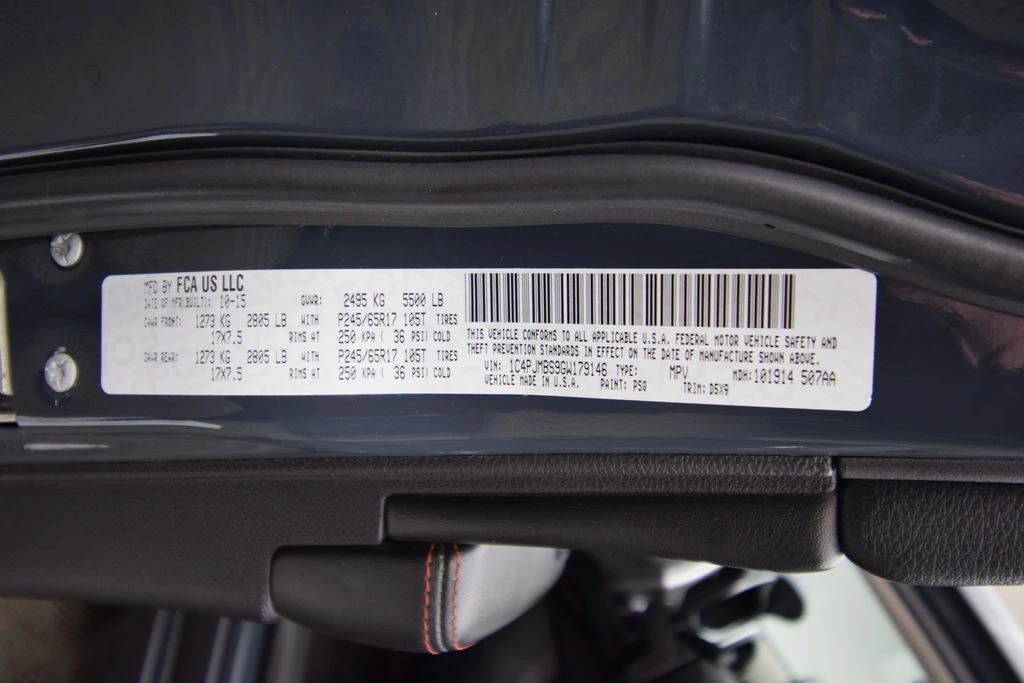 MFD BY FCA US LLC
DATE OF MFR(BUILT): 10-15 GVWR: 2495 KG 5500 LB
GAWR FRONT: 1273 KG 2805 LB WITH P245/65R17 105T TIRES
17X7.5 RIMS AT 250 KPA ( 36 PSI) COLD
GAWR REAR: 1273 KG 2805 LB WITH P245/65R17 105T TIRES
17X7.5 RIMS AT 250 KPA ( 36 PSI) COLD
THIS VEHICLE CONFORMS TO ALL APPLICABLE U.S.A. FEDERAL MOTOR VEHICLE SAFETY AND
THEFT PREVENTION STANDARDS IN EFFECT ON THE DATE OF MANUFACTURE SHOWN ABOVE.
VIN: 1C4PJMBS9GW179146 TYPE: MPV MDH: 101914 507AA
VEHICLE MADE IN U.S.A. PAINT: PSQ TRIM: D5X9